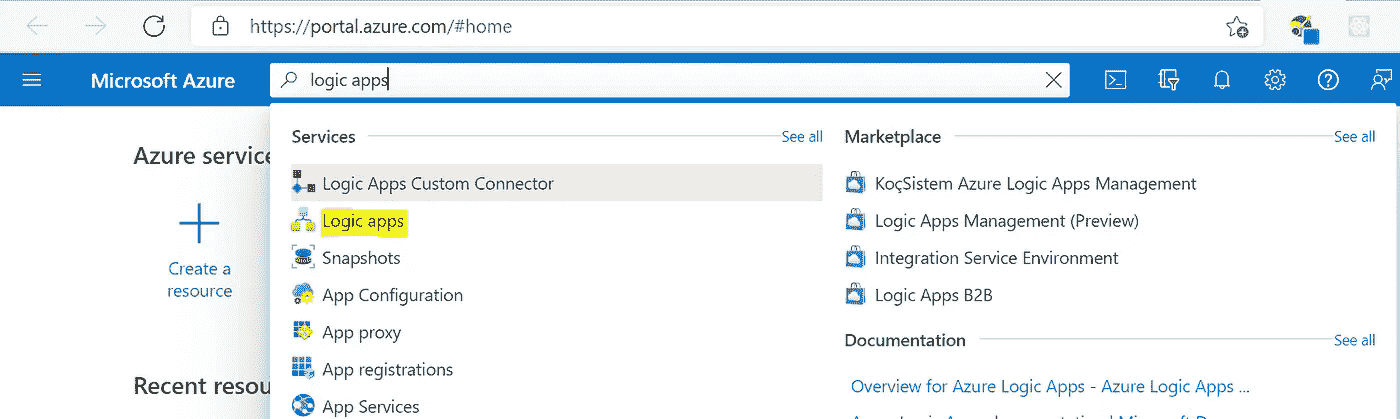 https://portal.azure.com/#home
Microsoft Azure
logic apps
Azure service
Create a
resource
Recent resou
Services
See all
Logic Apps Custom Connector
Logic apps
Snapshots
App Configuration
App proxy
App registrations
App Services
Marketplace
See all
KoçSistem Azure Logic Apps Management
Logic Apps Management (Preview)
Integration Service Environment
Logic Apps B2B
Documentation
See all
Overview for Azure Logic Apps - Azure Logic Apps ...